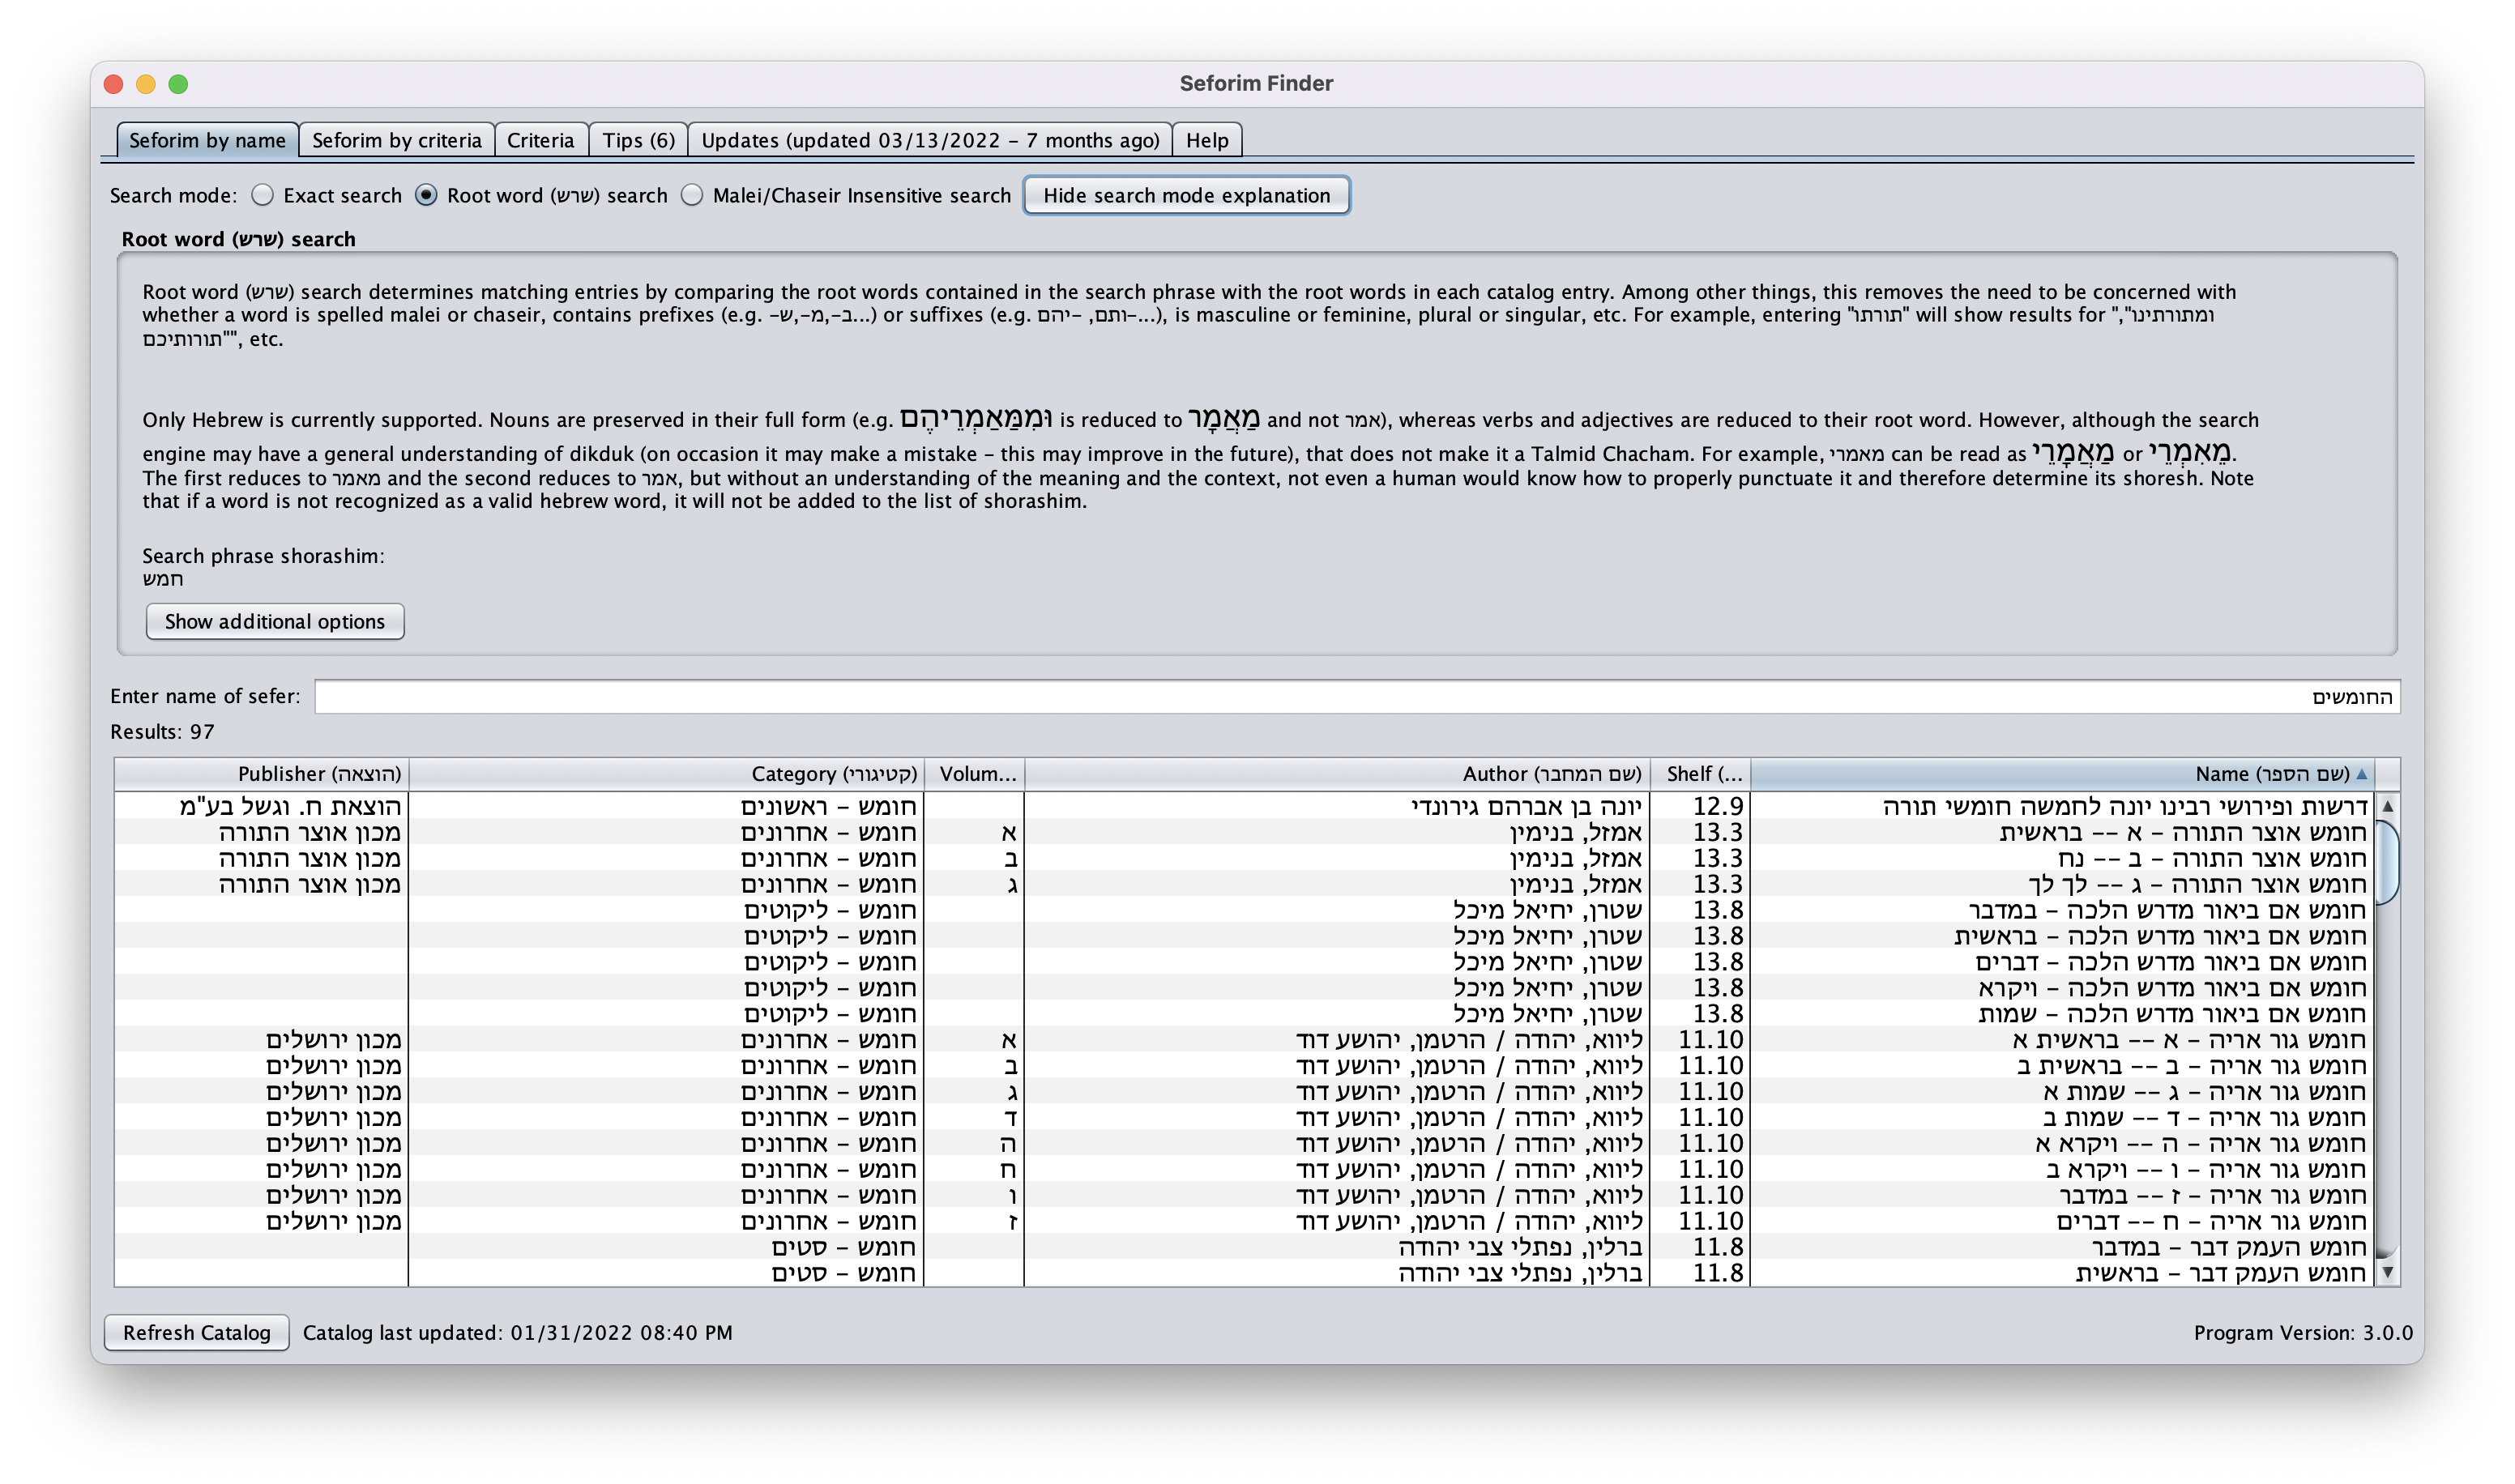 Seforim Finder
Seforim by name Seforim by criteria Criteria Tips (6) Updates (updated 03/13/2022 – 7 months ago) Help
Search mode: Exact search Root word (שרש) search Malei/Chaseir Insensitive search Hide search mode explanation
Root word (שרש) search
Root word (שרש) search determines matching entries by comparing the root words contained in the search phrase with the root words in each catalog entry. Among other things, this removes the need to be concerned with
whether a word is spelled malei or chaseir, contains prefixes (e.g. ב-,מ-,ש-...) or suffixes (e.g. ותם, -יהם-...), is masculine or feminine, plural or singular, etc. For example, entering "תורתו" will show results for "ומתורתינו","
תורותיכם"", etc.
Only Hebrew is currently supported. Nouns are preserved in their full form (e.g. וּמִמַּאַמְרֵיהֶם is reduced to מַאֲמָר and not אמר), whereas verbs and adjectives are reduced to their root word. However, although the search
engine may have a general understanding of dikduk (on occasion it may make a mistake – this may improve in the future), that does not make it a Talmid Chacham. For example, מאמרי can be read as מַאֲמָרֵי or מֵאִמְרֵי.
The first reduces to מאמר and the second reduces to אמר, but without an understanding of the meaning and the context, not even a human would know how to properly punctuate it and therefore determine its shoresh. Note
that if a word is not recognized as a valid hebrew word, it will not be added to the list of shorashim.
Search phrase shorashim:
חמש
Show additional options
Enter name of sefer: החומשים
Results: 97
Name (שם הספר) Shelf (... Author (שם המחבר) Volum... Category (קטיגורי) Publisher (הוצאה)
דרשות ופירושי רבינו יונה לחמשה חומשי תורה 12.9 יונה בן אברהם גירונדי חומש – ראשונים הוצאת ח. וגשל בע"מ
חומש אוצר התורה – א -- בראשית 13.3 אמזל, בנימין א חומש – אחרונים מכון אוצר התורה
חומש אוצר התורה – ב -- נח 13.3 אמזל, בנימין ב חומש – אחרונים מכון אוצר התורה
חומש אוצר התורה – ג -- לך לך 13.3 אמזל, בנימין ג חומש – אחרונים מכון אוצר התורה
חומש אם ביאור מדרש הלכה – במדבר 13.8 שטרן, יחיאל מיכל חומש – ליקוטים
חומש אם ביאור מדרש הלכה – בראשית 13.8 שטרן, יחיאל מיכל חומש – ליקוטים
חומש אם ביאור מדרש הלכה – דברים 13.8 שטרן, יחיאל מיכל חומש – ליקוטים
חומש אם ביאור מדרש הלכה – ויקרא 13.8 שטרן, יחיאל מיכל חומש – ליקוטים
חומש אם ביאור מדרש הלכה – שמות 13.8 שטרן, יחיאל מיכל חומש – ליקוטים
חומש גור אריה – א -- בראשית א 11.10 ליווא, יהודה / הרטמן, יהושע דוד א חומש – אחרונים מכון ירושלים
חומש גור אריה – ב -- בראשית ב 11.10 ליווא, יהודה / הרטמן, יהושע דוד ב חומש – אחרונים מכון ירושלים
חומש גור אריה – ג -- שמות א 11.10 ליווא, יהודה / הרטמן, יהושע דוד ג חומש – אחרונים מכון ירושלים
חומש גור אריה – ד -- שמות ב 11.10 ליווא, יהודה / הרטמן, יהושע דוד ד חומש – אחרונים מכון ירושלים
חומש גור אריה – ה -- ויקרא א 11.10 ליווא, יהודה / הרטמן, יהושע דוד ה חומש – אחרונים מכון ירושלים
חומש גור אריה – ו -- ויקרא ב 11.10 ליווא, יהודה / הרטמן, יהושע דוד ח חומש – אחרונים מכון ירושלים
חומש גור אריה – ז -- במדבר 11.10 ליווא, יהודה / הרטמן, יהושע דוד ו חומש – אחרונים מכון ירושלים
חומש גור אריה – ח -- דברים 11.10 ליווא, יהודה / הרטמן, יהושע דוד ז חומש – אחרונים מכון ירושלים
חומש העמק דבר – במדבר 11.8 ברלין, נפתלי צבי יהודה חומש – סטים
חומש העמק דבר – בראשית 11.8 ברלין, נפתלי צבי יהודה חומש – סטים
Refresh Catalog Catalog last updated: 01/31/2022 08:40 PM Program Version: 3.0.0